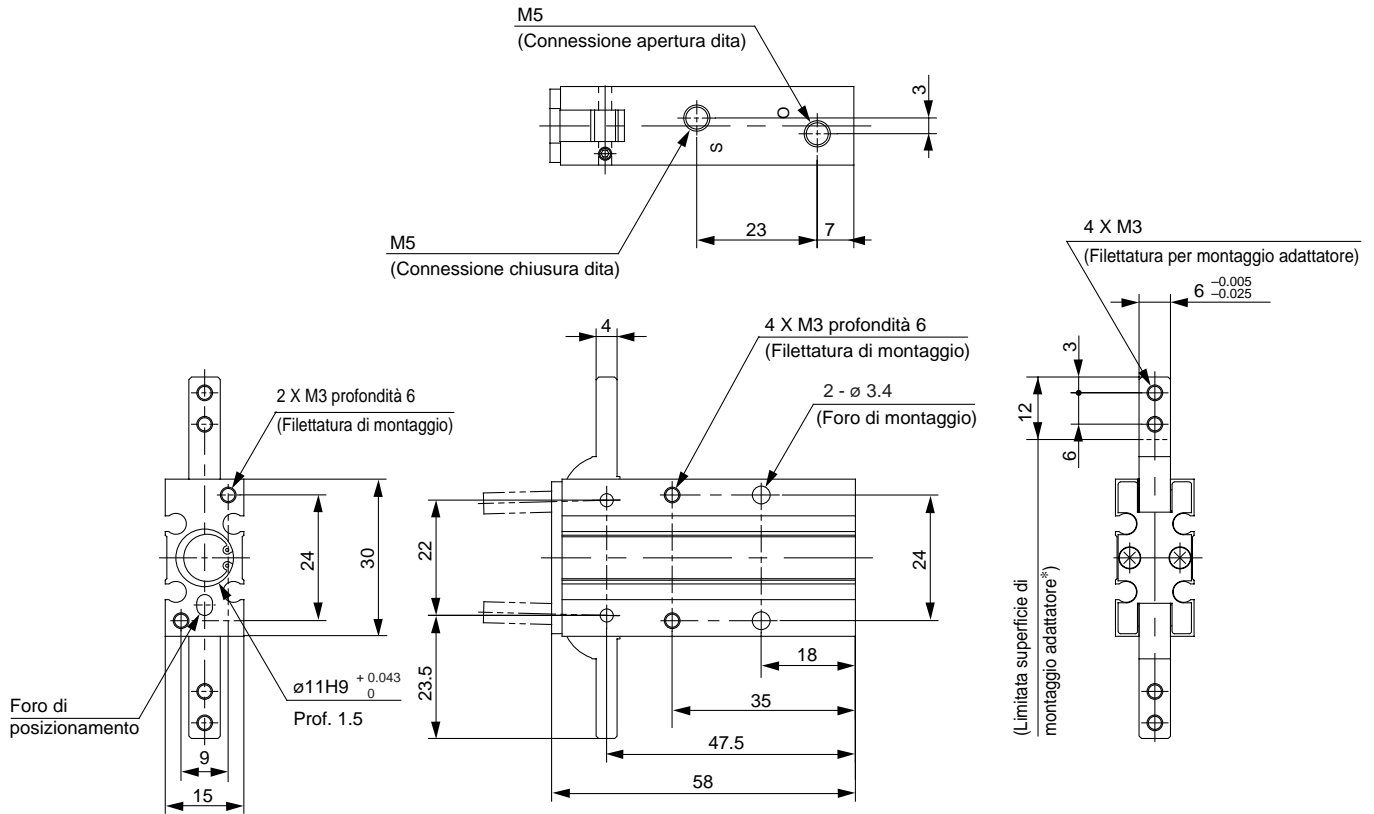 M5
(Connessione apertura dita)
3
O
S
23
7
M5
(Connessione chiusura dita)
4 X M3
(Filettatura per montaggio adattatore)
6 –0.005
–0.025
4
4 X M3 profondità 6
(Filettatura di montaggio)
3
12
6
2 X M3 profondità 6
(Filettatura di montaggio)
2 - ø 3.4
(Foro di montaggio)
24
30
22
24
23.5
18
35
47.5
58
ø11H9 + 0.043
0
Prof. 1.5
Foro di
posizionamento
9
15
(Limitata superficie di
montaggio adattatore*)